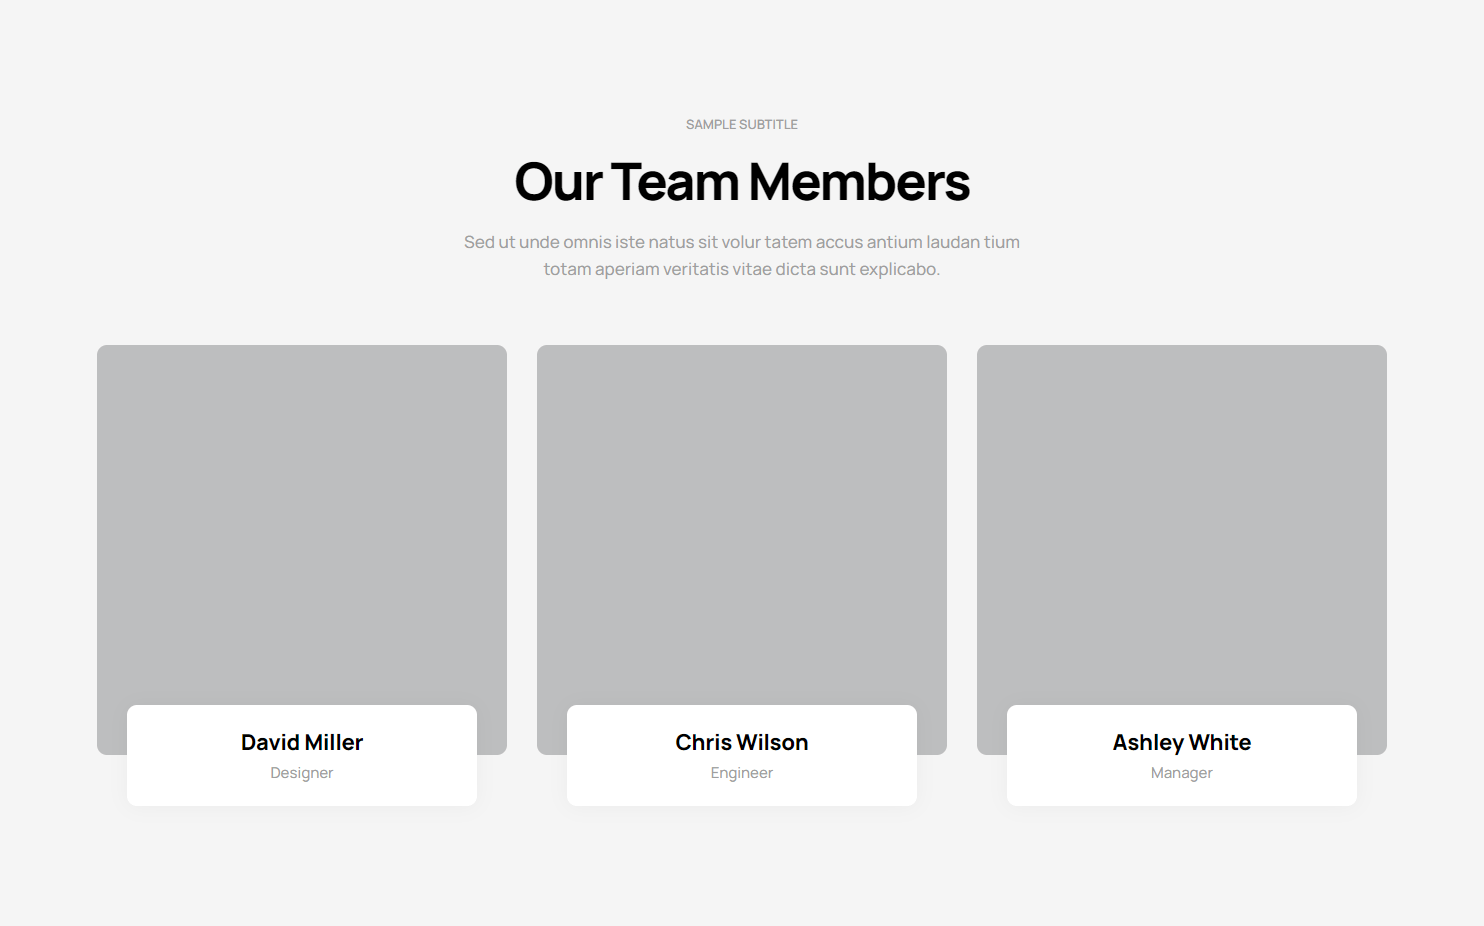 SAMPLE SUBTITLE
Our Team Members
Sed ut unde omnis iste natus sit volur tatem accus antium laudan tium
totam aperiam veritatis vitae dicta sunt explicabo.
David Miller
Designer
Chris Wilson
Engineer
Ashley White
Manager